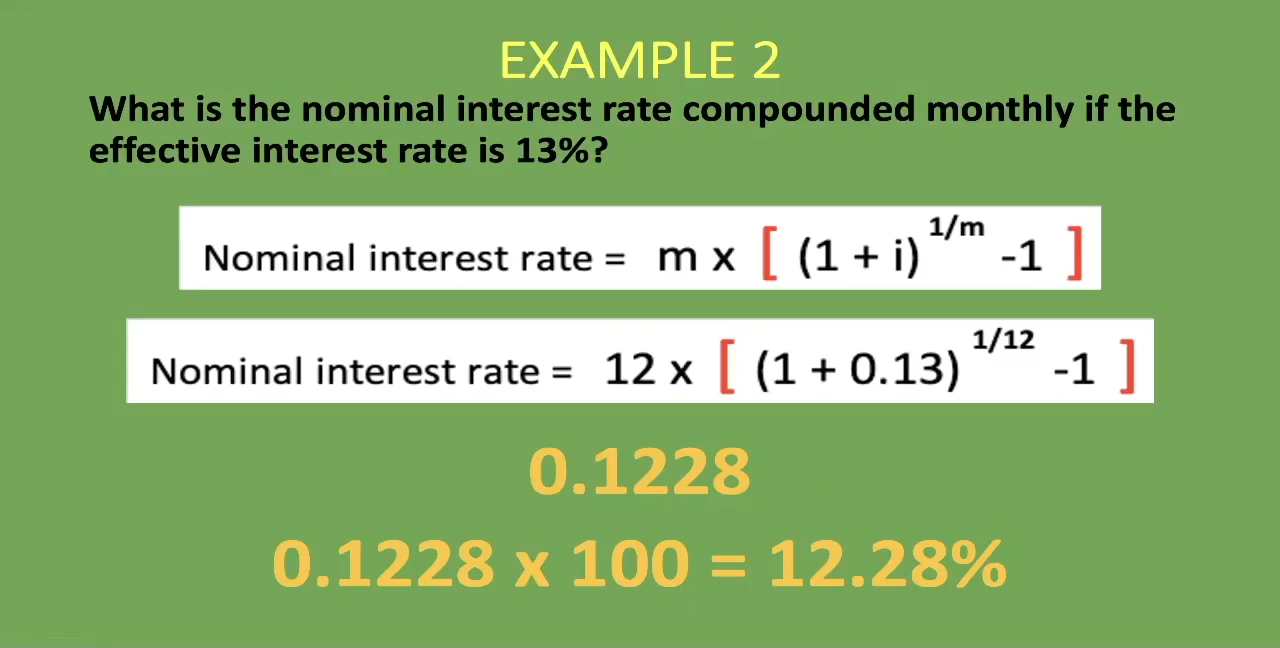 EXAMPLE 2
What is the nominal interest rate compounded monthly if the
effective interest rate is 13%?
Nominal interest rate = m x [ (1 + i)^1/m -1 ]
Nominal interest rate = 12 x [ (1 + 0.13)^1/12 -1 ]
0.1228
0.1228 x 100 = 12.28%